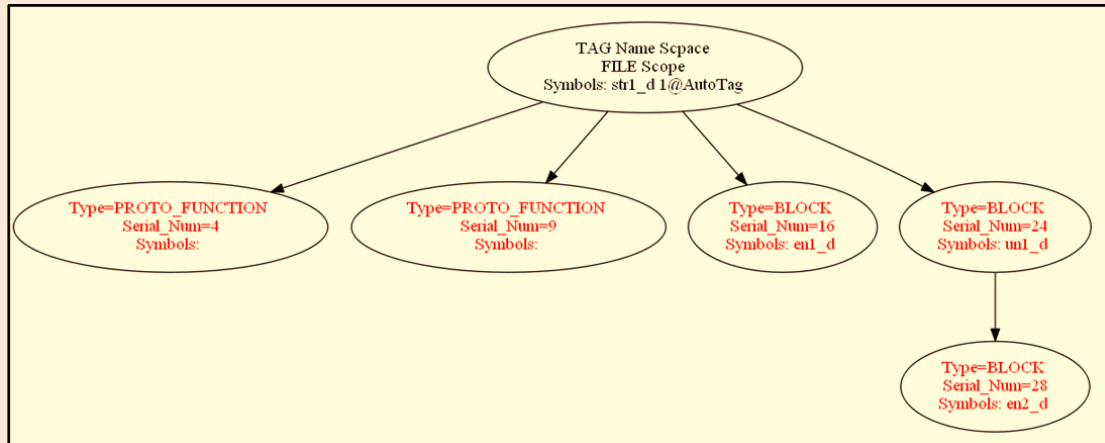 TAG Name Scpace
FILE Scope
Symbols: str1_d 1@AutoTag
Type=PROTO_FUNCTION
Serial_Num=4
Symbols:
Type=PROTO_FUNCTION
Serial_Num=9
Symbols:
Type=BLOCK
Serial_Num=16
Symbols: en1_d
Type=BLOCK
Serial_Num=24
Symbols: un1_d
Type=BLOCK
Serial_Num=28
Symbols: en2_d